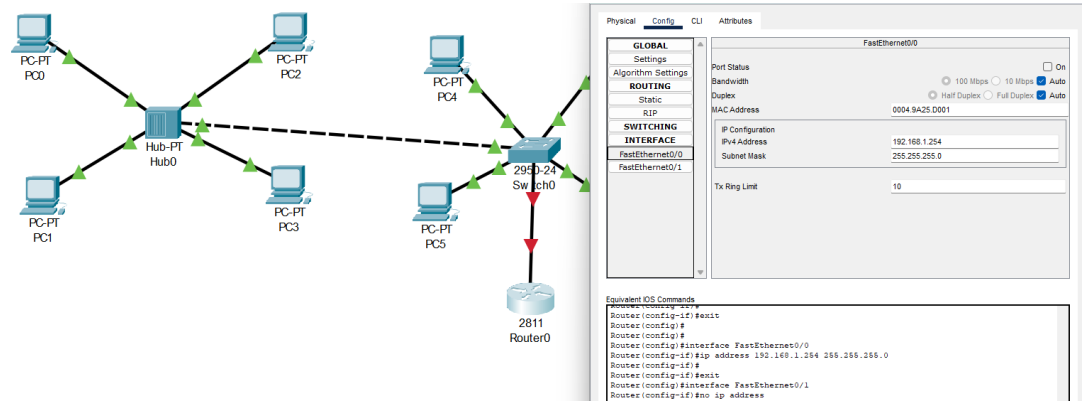 PC-PT
PC0
PC-PT
PC2
PC-PT
PC4
Hub-PT
Hub0
2950-24
Switch0
PC-PT
PC1
PC-PT
PC3
PC-PT
PC5
2811
Router0
Physical Config CLI Attributes
GLOBAL
Settings
Algorithm Settings
ROUTING
Static
RIP
SWITCHING
INTERFACE
FastEthernet0/0
FastEthernet0/1
FastEthernet0/0
Port Status On
Bandwidth 100 Mbps 10 Mbps Auto
Duplex Half Duplex Full Duplex Auto
MAC Address 0004.9A25.D001
IP Configuration
IPv4 Address 192.168.1.254
Subnet Mask 255.255.255.0
Tx Ring Limit 10
Equivalent IOS Commands
Router(config-if)#
Router(config-if)#exit
Router(config)#
Router(config)#
Router(config)#interface FastEthernet0/0
Router(config-if)#ip address 192.168.1.254 255.255.255.0
Router(config-if)#
Router(config-if)#exit
Router(config)#interface FastEthernet0/1
Router(config-if)#no ip address